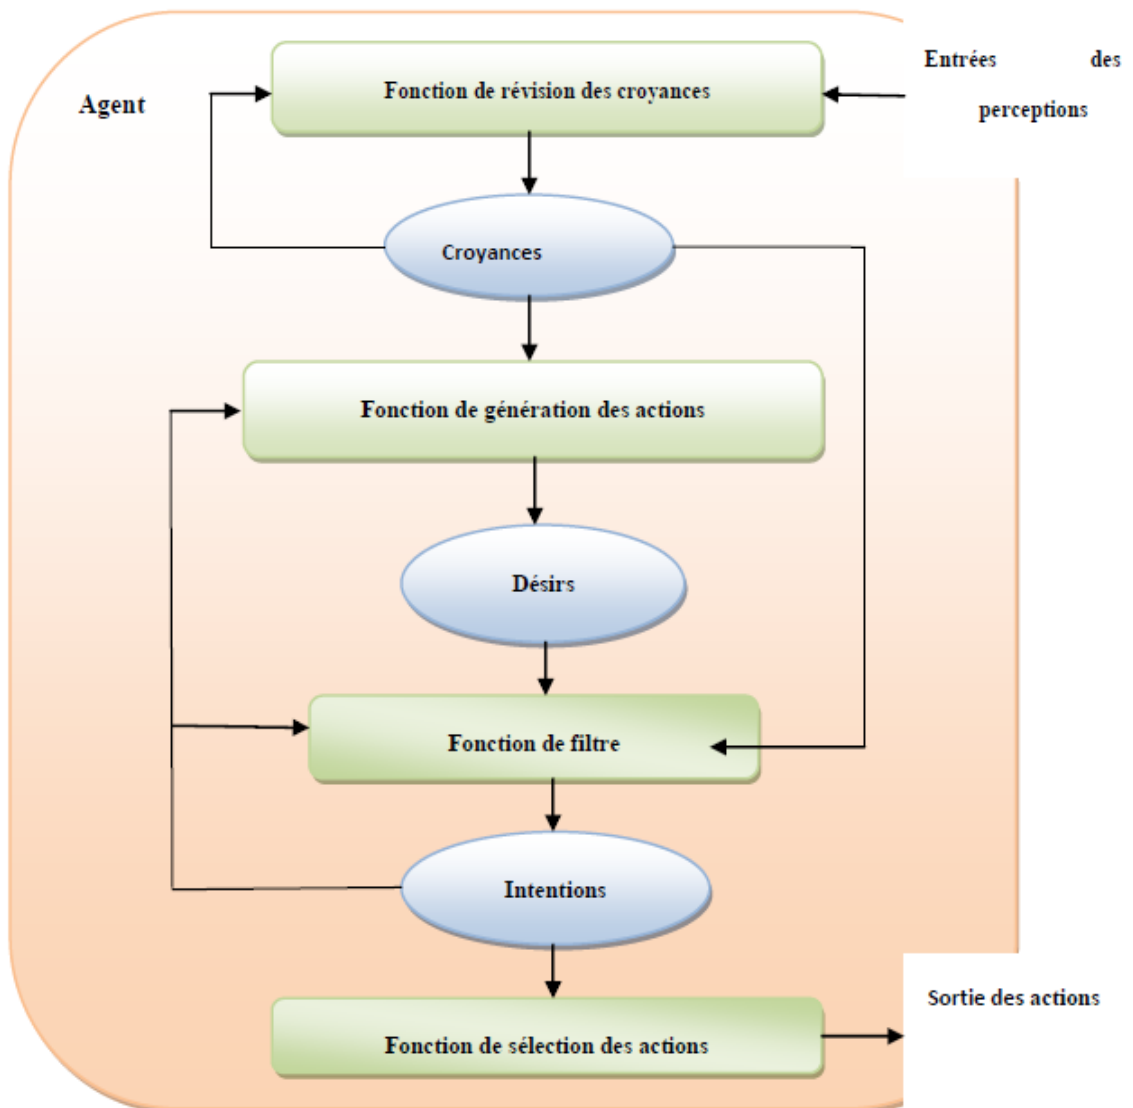 Entrées des
perceptions
Fonction de révision des croyances
Agent
Croyances
Fonction de génération des actions
Désirs
Fonction de filtre
Intentions
Sortie des actions
Fonction de sélection des actions